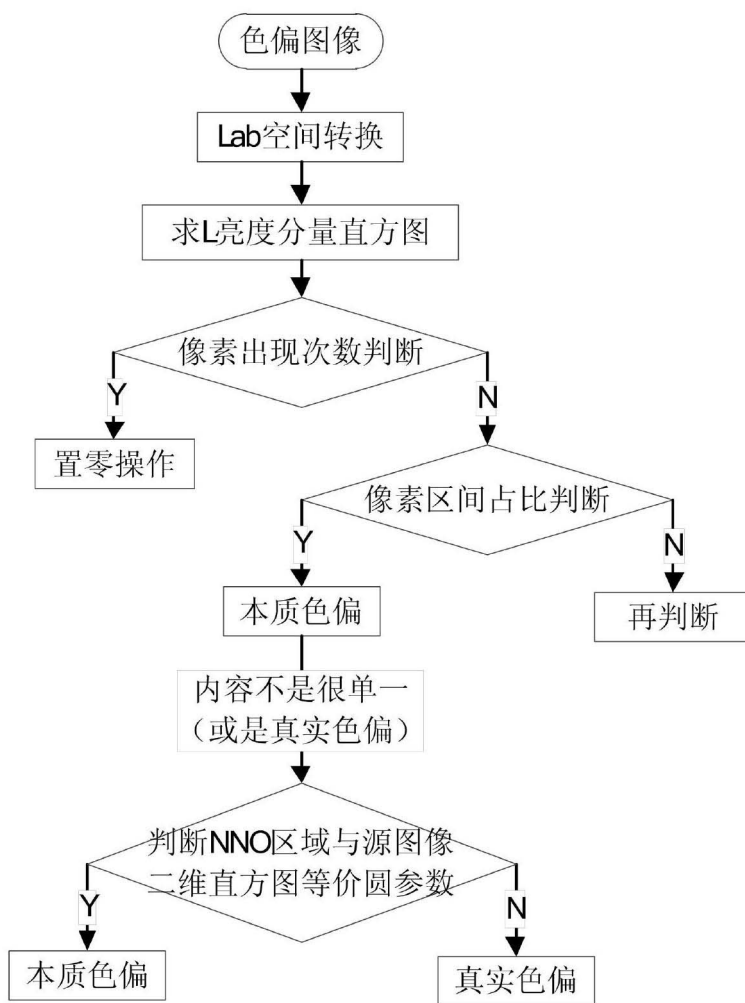 色偏图像
Lab空间转换
求L亮度分量直方图
像素出现次数判断
Y
N
置零操作
像素区间占比判断
Y
N
本质色偏
再判断
内容不是很单一
（或是真实色偏）
判断NNO区域与源图像
二维直方图等价圆参数
Y
N
本质色偏
真实色偏